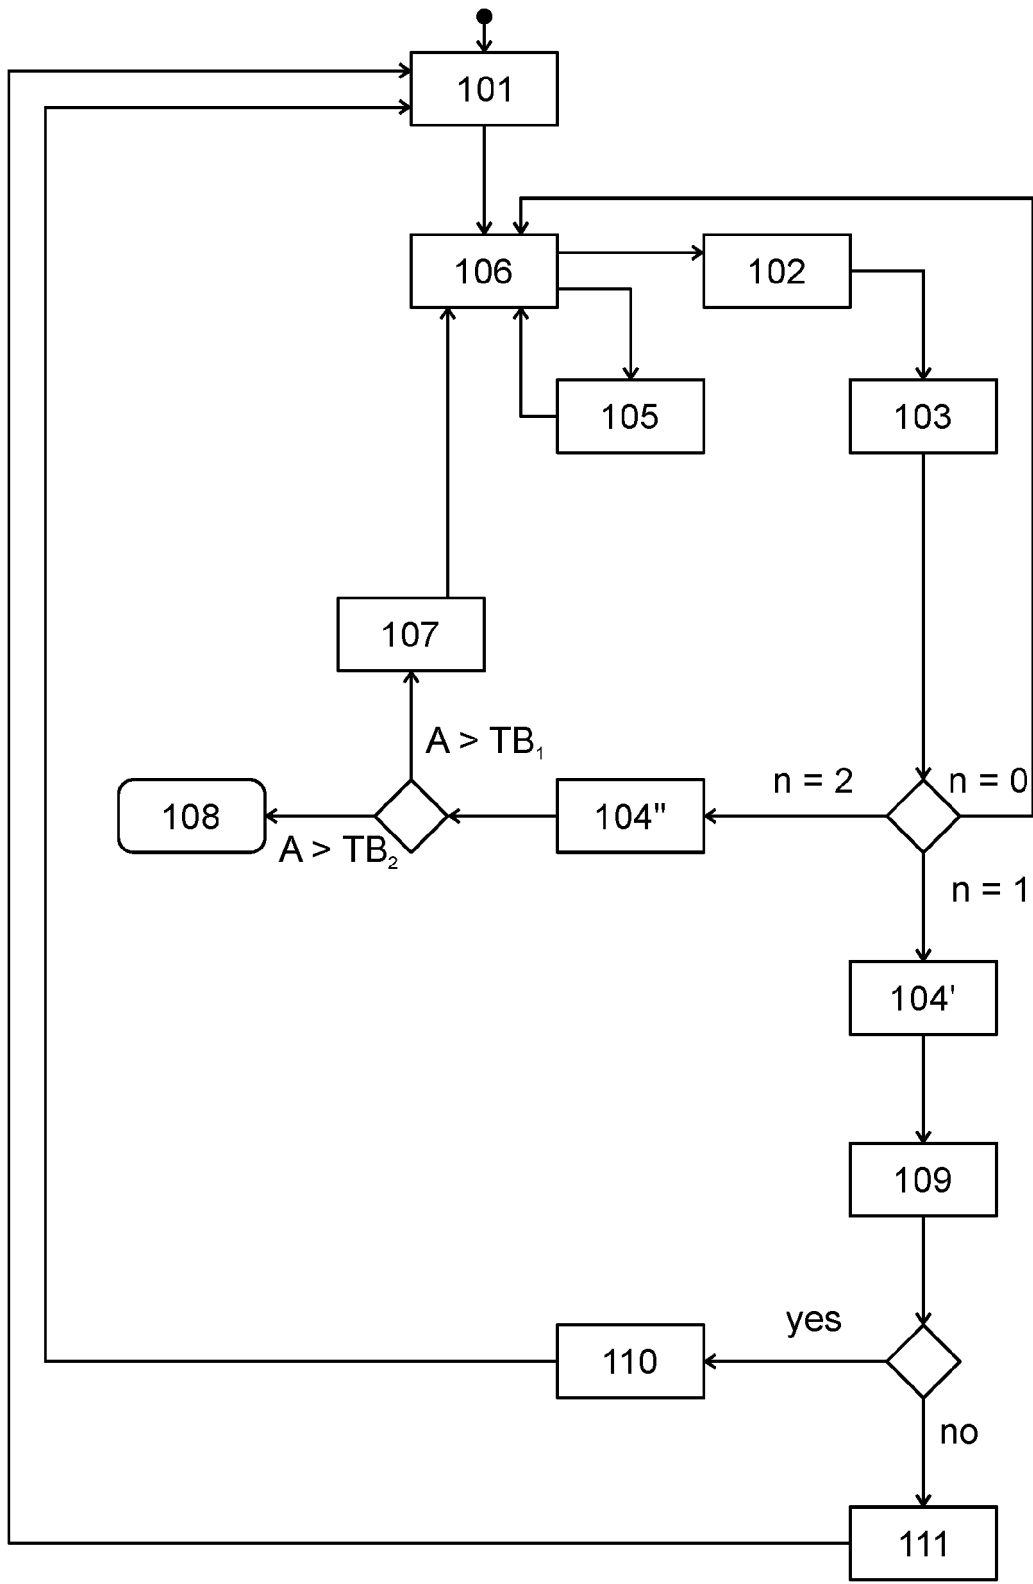 101
106
102
105
103
107
A > TB₁
n = 2
n = 0
108
104"
A > TB₂
n = 1
104'
109
yes
110
no
111